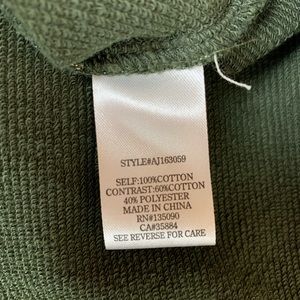 STYLE#AJ163059
SELF:100%COTTON
CONTRAST:60%COTTON
40% POLYESTER
MADE IN CHINA
RN#135090
CA#35884
SEE REVERSE FOR CARE